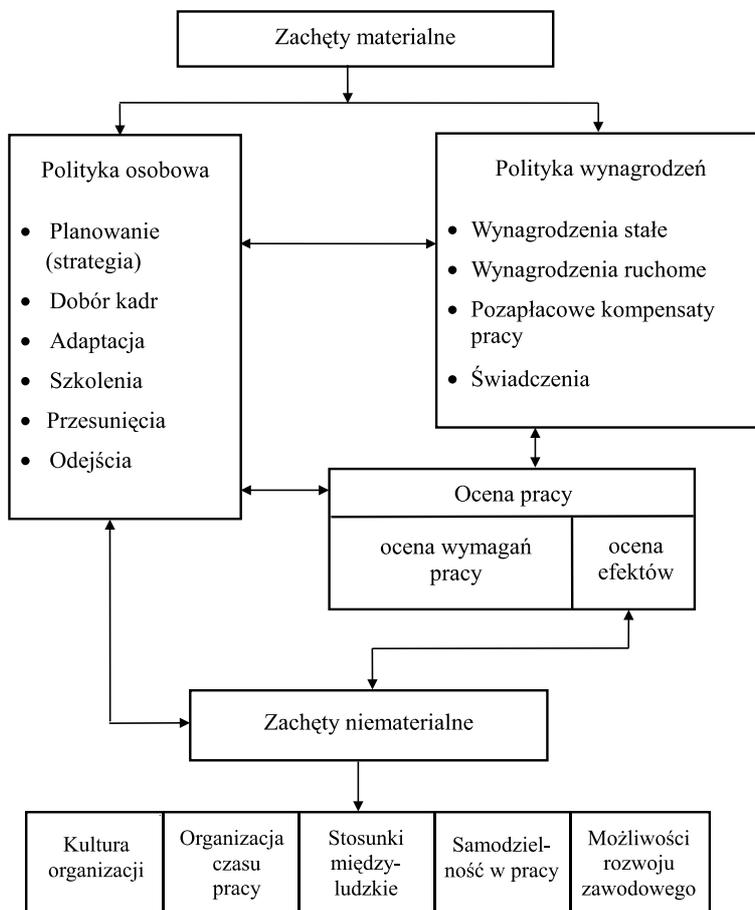 Zachęty materialne
Polityka osobowa
• Planowanie
(strategia)
• Dobór kadr
• Adaptacja
• Szkolenia
• Przesunięcia
• Odejścia
Polityka wynagrodzeń
• Wynagrodzenia stałe
• Wynagrodzenia ruchome
• Pozapłacowe kompensaty
pracy
• Świadczenia
Ocena pracy
ocena wymagań
pracy
ocena
efektów
Zachęty niematerialne
Kultura
organizacji
Organizacja
czasu
pracy
Stosunki
między-
ludzkie
Samodziel-
ność w pracy
Możliwości
rozwoju
zawodowego